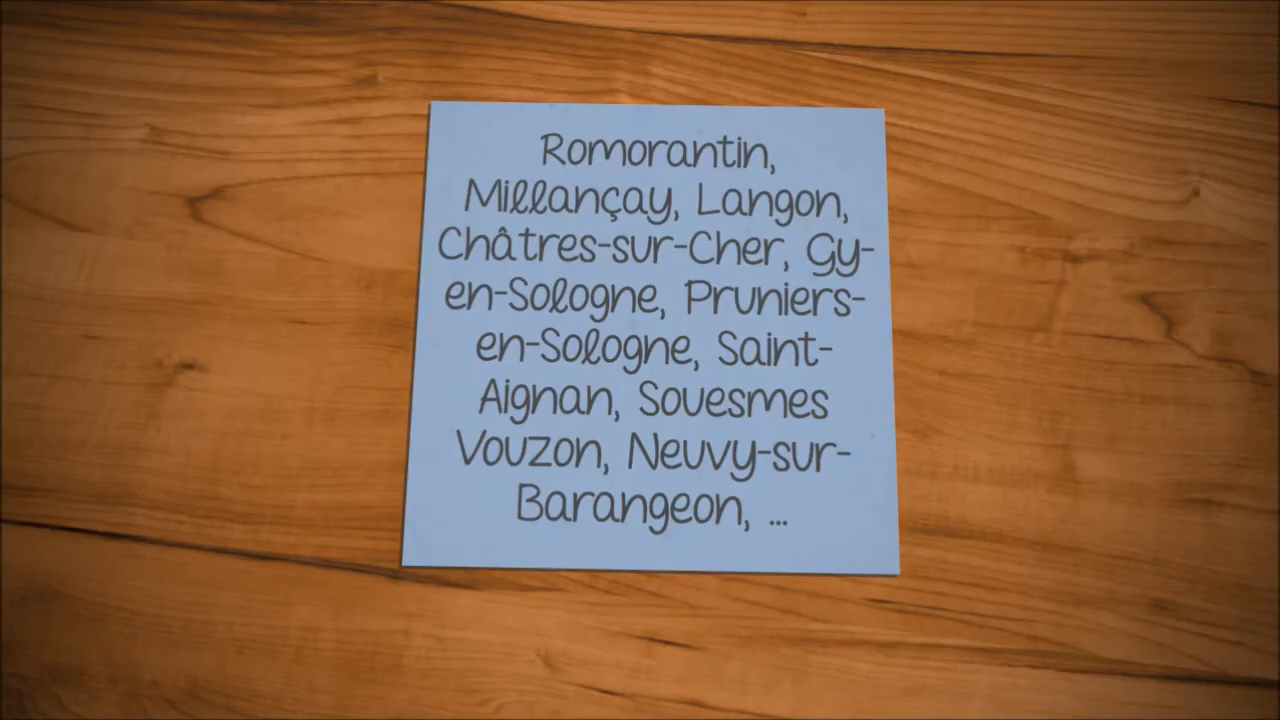 Romorantin,
Millançay, Langon,
Châtres-sur-Cher, Gy-
en-Sologne, Pruniers-
en-Sologne, Saint-
Aignan, Souesmes
Vouzon, Neuvy-sur-
Barangeon, ...